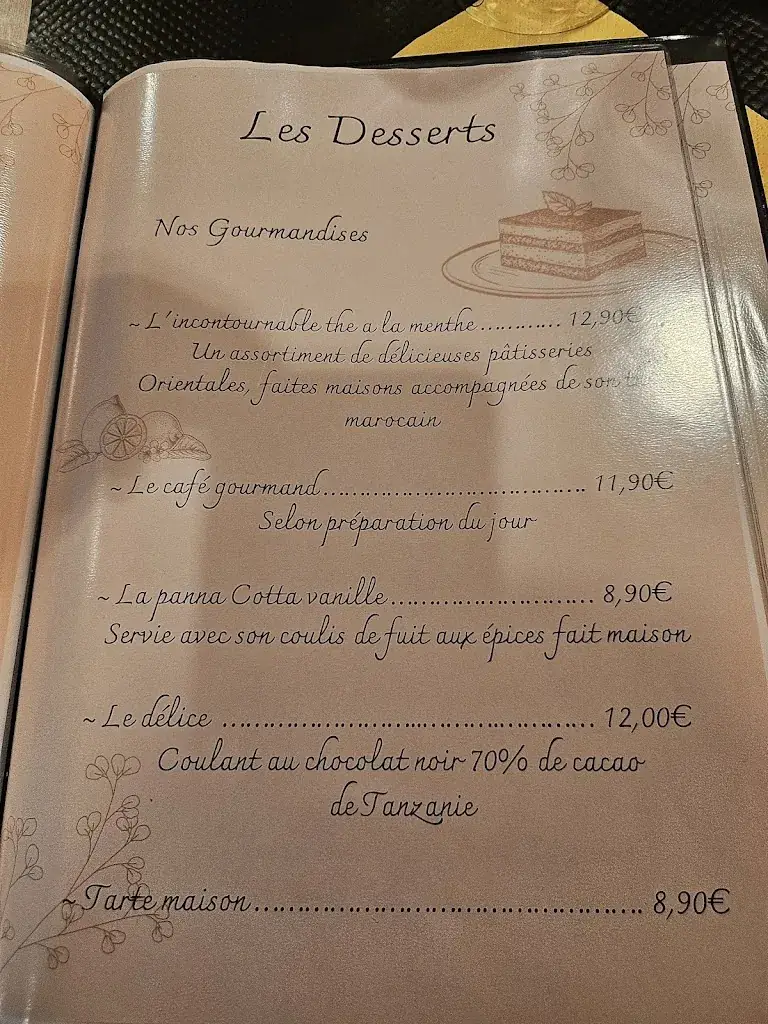 Les Desserts
Nos Gourmandises
~ L'incontournable the a la menthe ............ 12,90€
Un assortiment de délicieuses pâtisseries
Orientales, faites maisons accompagnées de son
marocain
~ Le café gourmand.......................................... 11,90€
Selon préparation du jour
~ La panna Cotta vanille................................ 8,90€
Servie avec son coulis de fuit aux épices fait maison
~ Le délice ............................................................ 12,00€
Coulant au chocolat noir 70% de cacao
de Tanzanie
~ Tarte maison.................................................. 8,90€